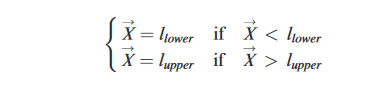 X⃗ = l_lower if X⃗ < l_lower
X⃗ = l_upper if X⃗ > l_upper